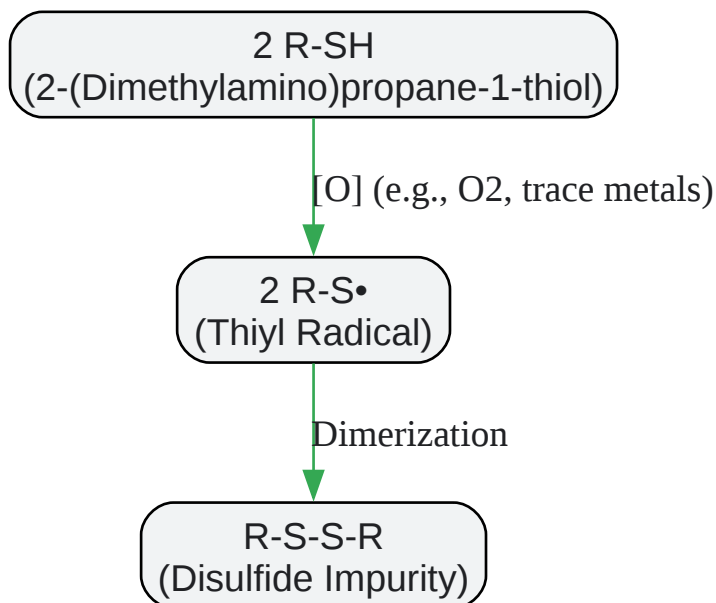 2 R-SH
(2-(Dimethylamino)propane-1-thiol)
[O] (e.g., O2, trace metals)
2 R-S•
(Thiyl Radical)
Dimerization
R-S-S-R
(Disulfide Impurity)